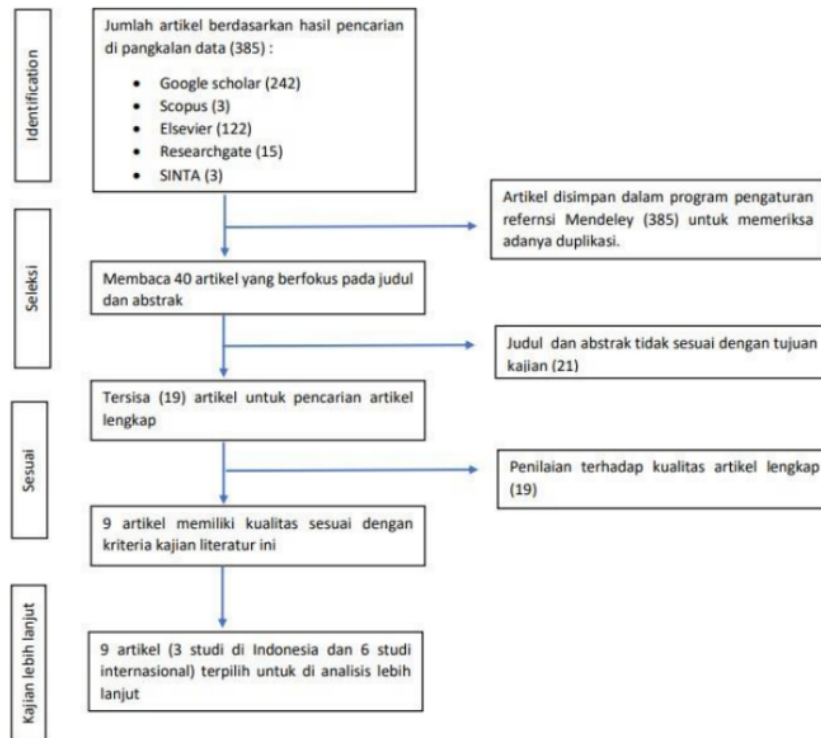 Identification
Jumlah artikel berdasarkan hasil pencarian
di pangkalan data (385) :
• Google scholar (242)
• Scopus (3)
• Elsevier (122)
• Researchgate (15)
• SINTA (3)
Artikel disimpan dalam program pengaturan
refernsi Mendeley (385) untuk memeriksa
adanya duplikasi.
Seleksi
Membaca 40 artikel yang berfokus pada judul
dan abstrak
Judul dan abstrak tidak sesuai dengan tujuan
kajian (21)
Tersisa (19) artikel untuk pencarian artikel
lengkap
Sesuai
Penilaian terhadap kualitas artikel lengkap
(19)
9 artikel memiliki kualitas sesuai dengan
kriteria kajian literatur ini
Kajian lebih lanjut
9 artikel (3 studi di Indonesia dan 6 studi
internasional) terpilih untuk di analisis lebih
lanjut